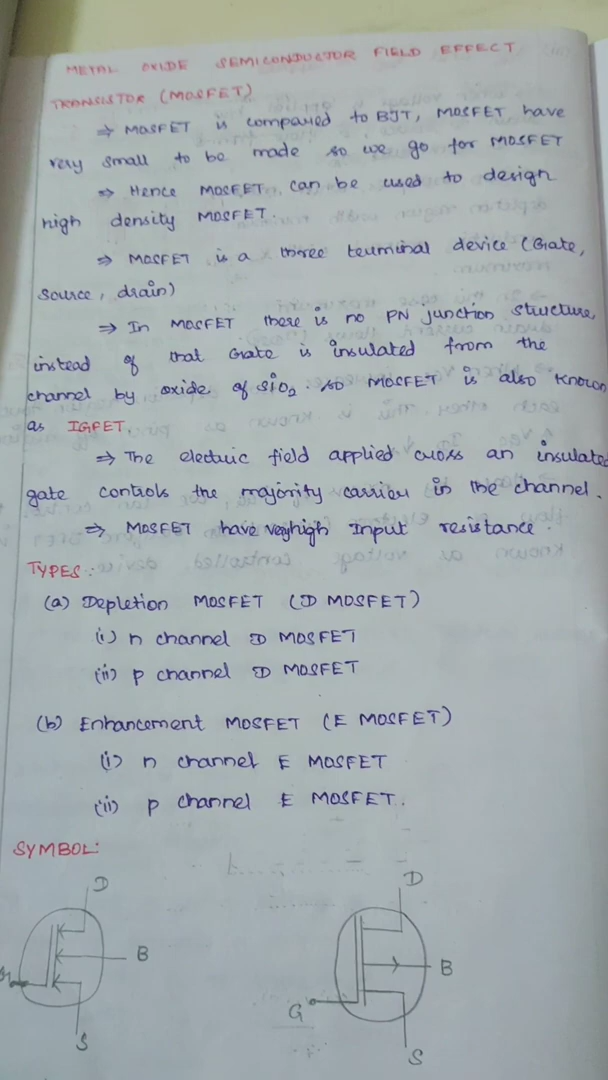 METAL OXIDE SEMICONDUCTOR FIELD EFFECT
TRANSISTOR (MOSFET)
⇒ MOSFET is compared to BJT, MOSFET have
very small to be made so we go for MOSFET
⇒ Hence MOSFET can be used to design
high density MOSFET.
⇒ MOSFET is a three terminal device (Gate,
Source, drain)
⇒ In MOSFET there is no PN junction structure,
instead of that Gate is insulated from the
channel by oxide of SiO₂. so MOSFET is also known
as IGFET.
⇒ The electric field applied cross an insulated
gate controls the majority carrier in the channel.
⇒ MOSFET have very high Input resistance.
TYPES:
(a) Depletion MOSFET (D MOSFET)
(i) n channel D MOSFET
(ii) p channel D MOSFET
(b) Enhancement MOSFET (E MOSFET)
(i) n channel E MOSFET
(ii) p channel E MOSFET.
SYMBOL:
D
B
S
D
B
G
S